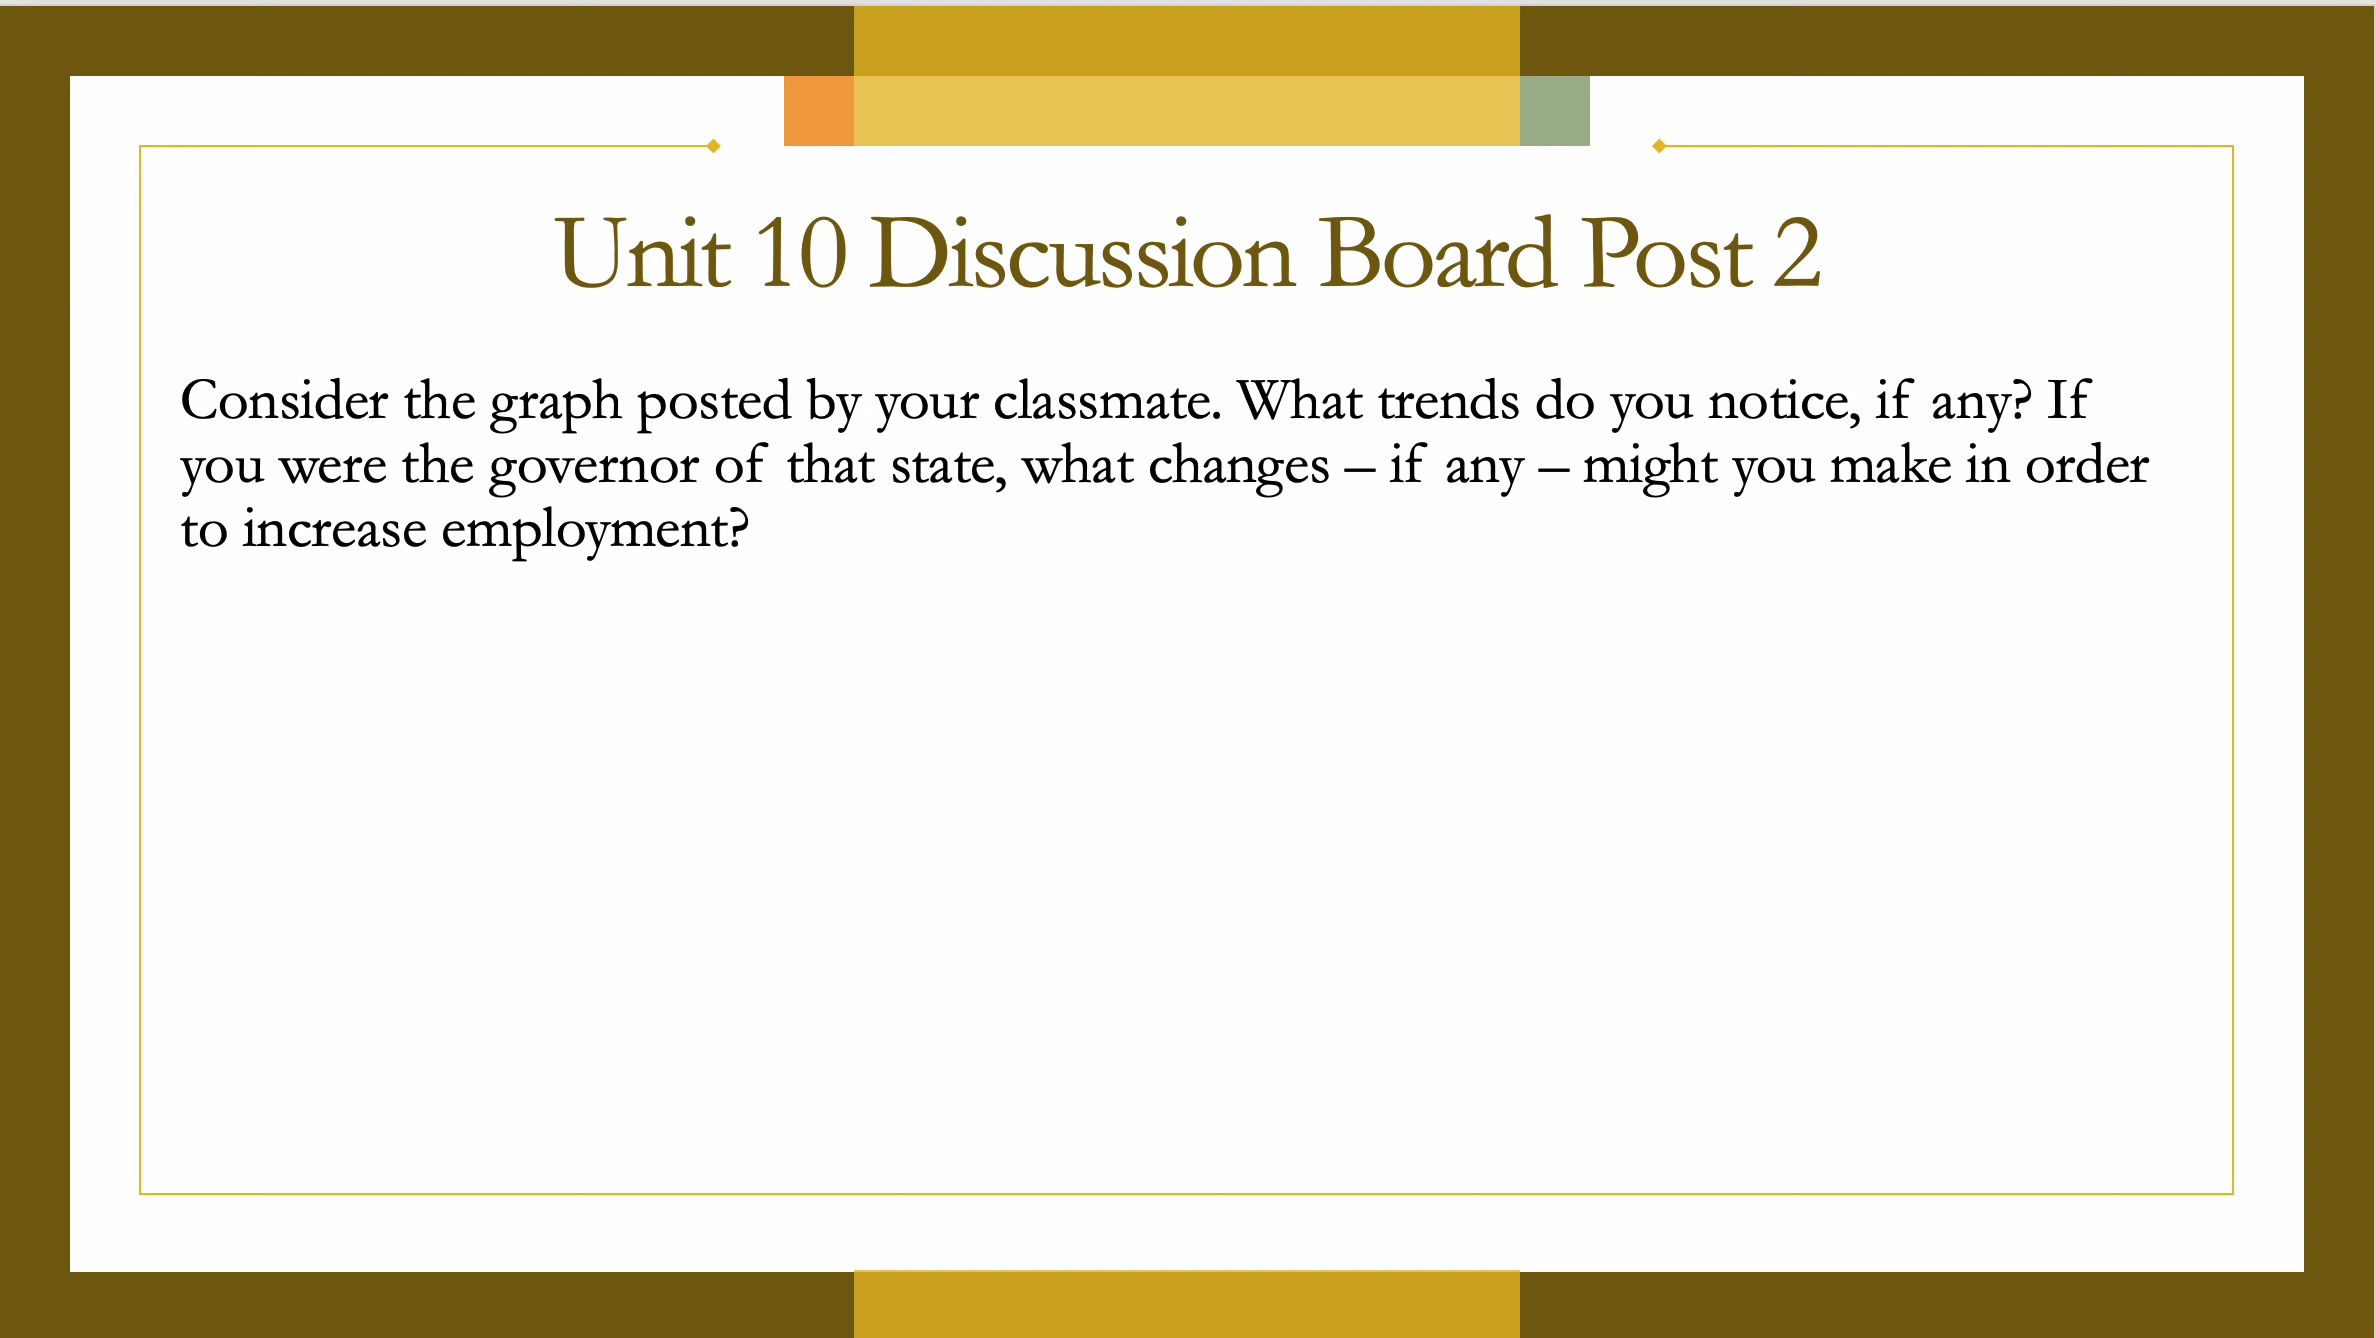 Unit 10 Discussion Board Post 2
Consider the graph posted by your classmate. What trends do you notice, if any? If
you were the governor of that state, what changes – if any – might you make in order
to increase employment?